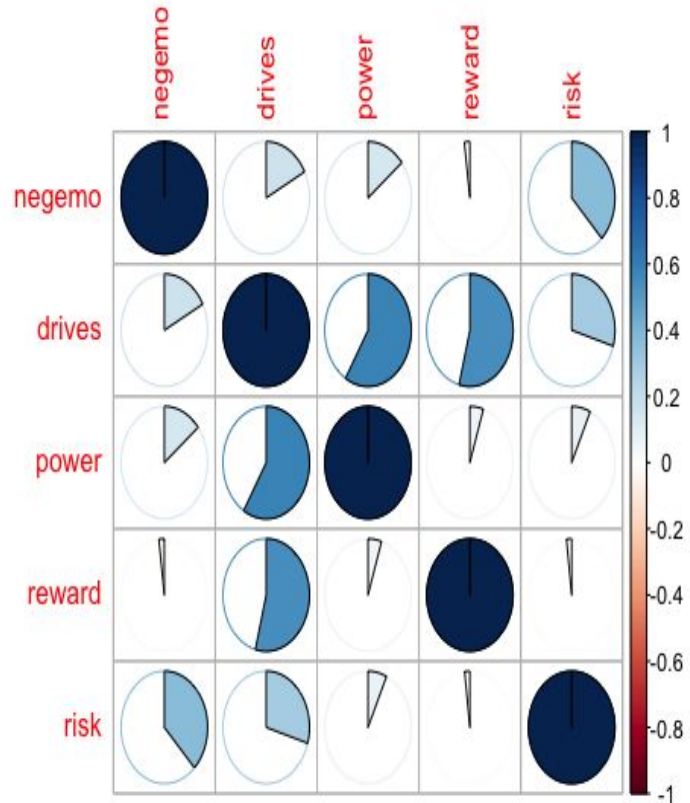 negemo
drives
power
reward
risk
negemo
drives
power
reward
risk
1
0.8
0.6
0.4
0.2
0
-0.2
-0.4
-0.6
-0.8
-1